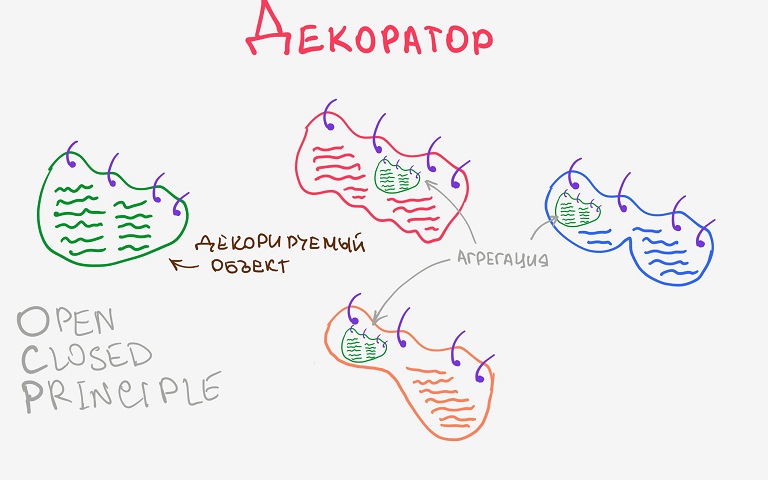 ДЕКОРАТОР
ДЕКОРИРУЕМЫЙ
ОБЪЕКТ
АГРЕГАЦИЯ
OPEN
CLOSED
PRINCIPLE